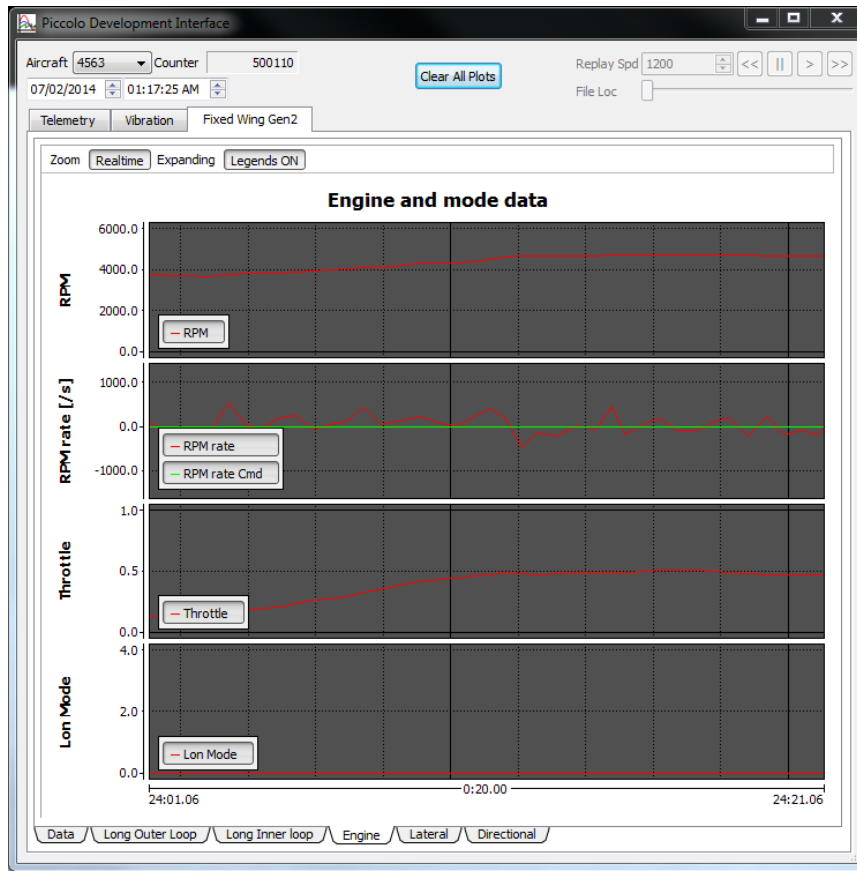 Piccolo Development Interface
Aircraft 4563 Counter 500110
Clear All Plots
Replay Spd 1200 << || > >>
07/02/2014 01:17:25 AM
File Loc
Telemetry Vibration Fixed Wing Gen2
Zoom Realtime Expanding Legends ON
Engine and mode data
RPM
6000.0
4000.0
2000.0
0.0
RPM
RPM rate [/s]
1000.0
0.0
-1000.0
RPM rate
RPM rate Cmd
Throttle
1.0
0.5
0.0
Throttle
Lon Mode
4.0
2.0
0.0
Lon Mode
0:20.00
24:01.06 24:21.06
Data Long Outer Loop Long Inner loop Engine Lateral Directional